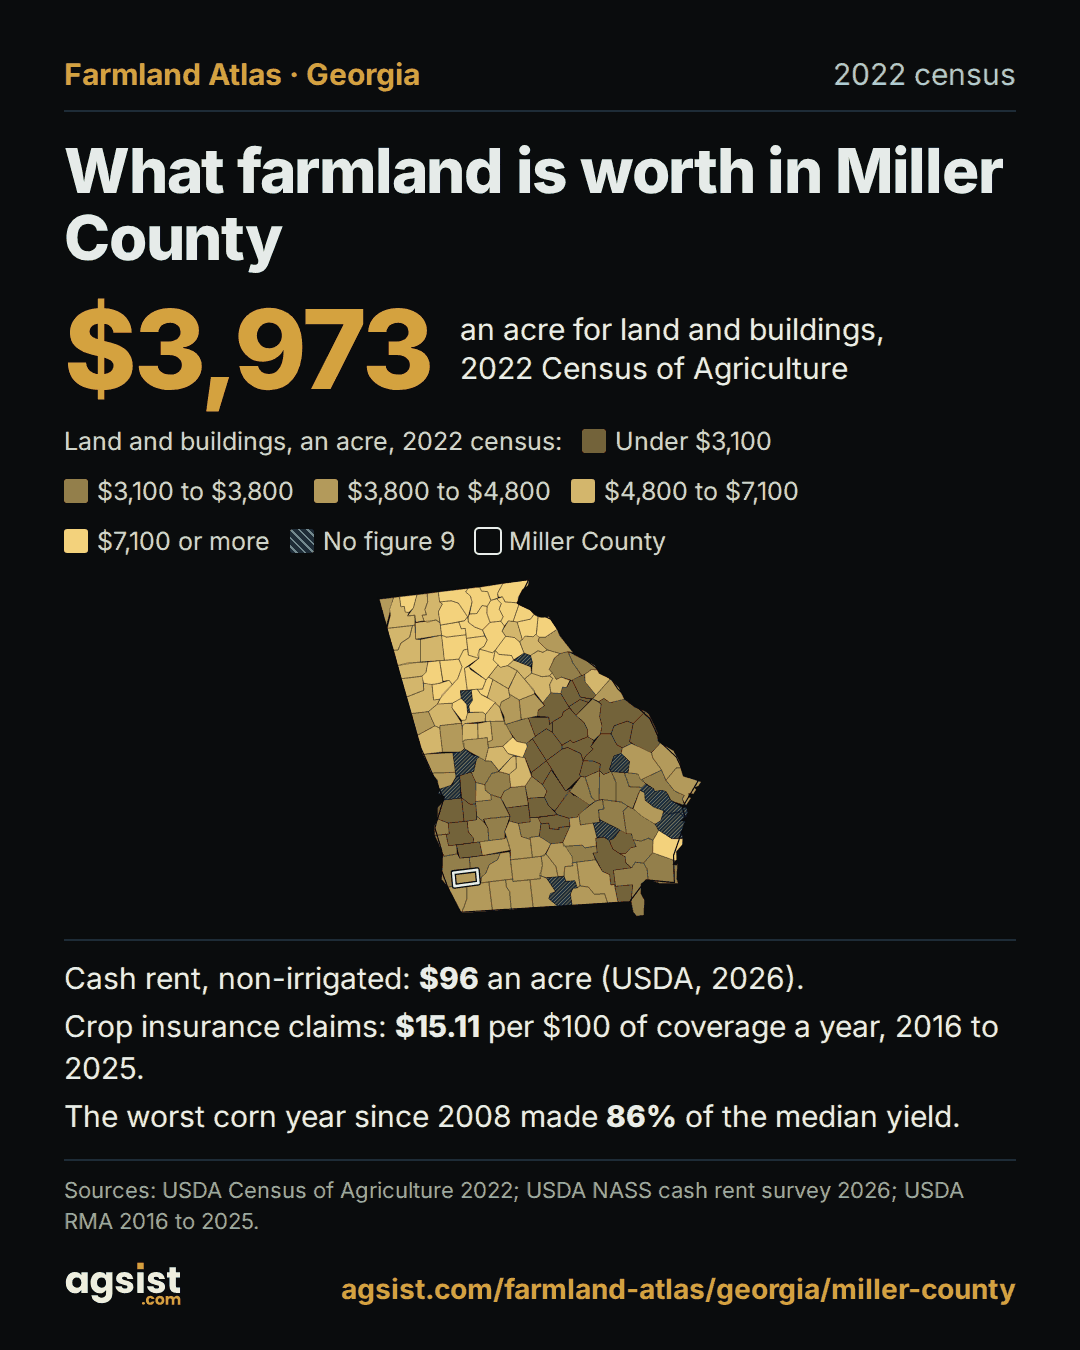 Farmland Atlas · Georgia
2022 census
What farmland is worth in Miller
County
$3,973
an acre for land and buildings,
2022 Census of Agriculture
Land and buildings, an acre, 2022 census: Under $3,100
$3,100 to $3,800 $3,800 to $4,800 $4,800 to $7,100
$7,100 or more No figure 9 Miller County
Cash rent, non-irrigated: $96 an acre (USDA, 2026).
Crop insurance claims: $15.11 per $100 of coverage a year, 2016 to
2025.
The worst corn year since 2008 made 86% of the median yield.
Sources: USDA Census of Agriculture 2022; USDA NASS cash rent survey 2026; USDA
RMA 2016 to 2025.
agsist
.com
agsist.com/farmland-atlas/georgia/miller-county